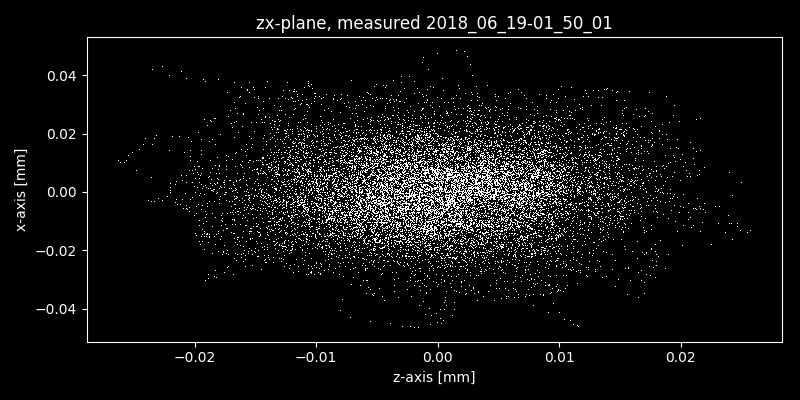 zx-plane, measured 2018_06_19-01_50_01
0.04
0.02
0.00
−0.02
−0.04
x-axis [mm]
−0.02 −0.01 0.00 0.01 0.02
z-axis [mm]